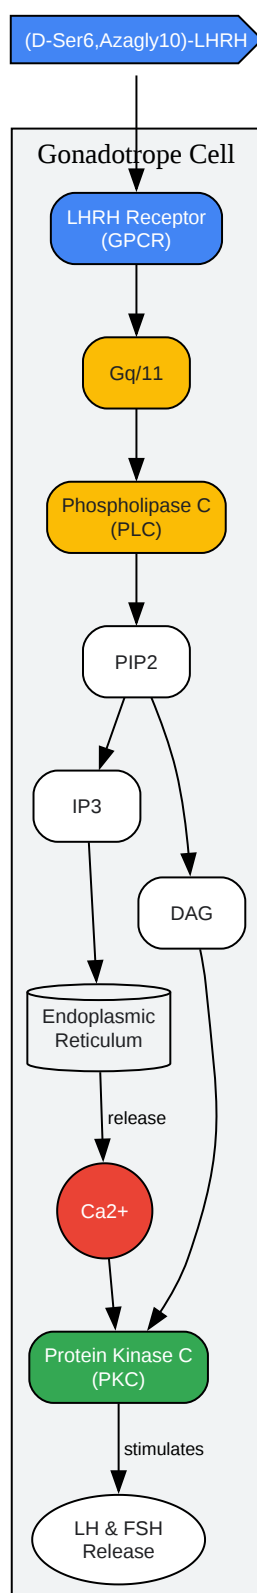 (D-Ser6,Azagly10)-LHRH
Gonadotrope Cell
LHRH Receptor
(GPCR)
Gq/11
Phospholipase C
(PLC)
PIP2
IP3
DAG
Endoplasmic
Reticulum
release
Ca2+
Protein Kinase C
(PKC)
stimulates
LH & FSH
Release